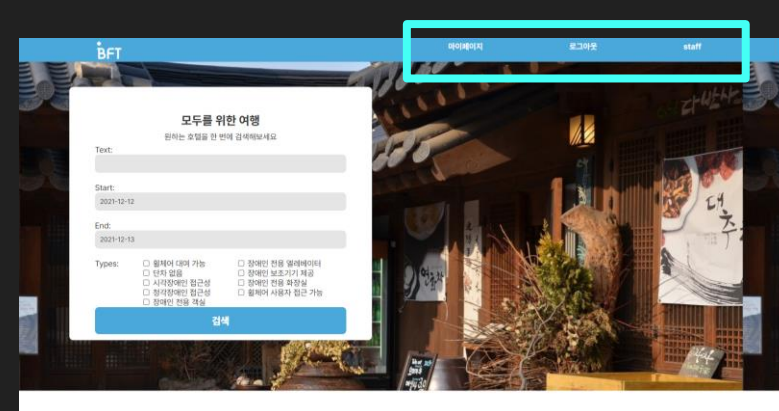 BFT
마이페이지 로그아웃 staff
모두를 위한 여행
원하는 호텔을 한 번에 검색해보세요
Text:
Start:
2021-12-12
End:
2021-12-13
Types:
휠체어 대여 가능 장애인 전용 엘레베이터
단차 없음 장애인 보조기기 제공
시각장애인 접근성 장애인 전용 화장실
청각장애인 접근성 휠체어 사용자 접근 가능
장애인 전용 객실
검색
대
추